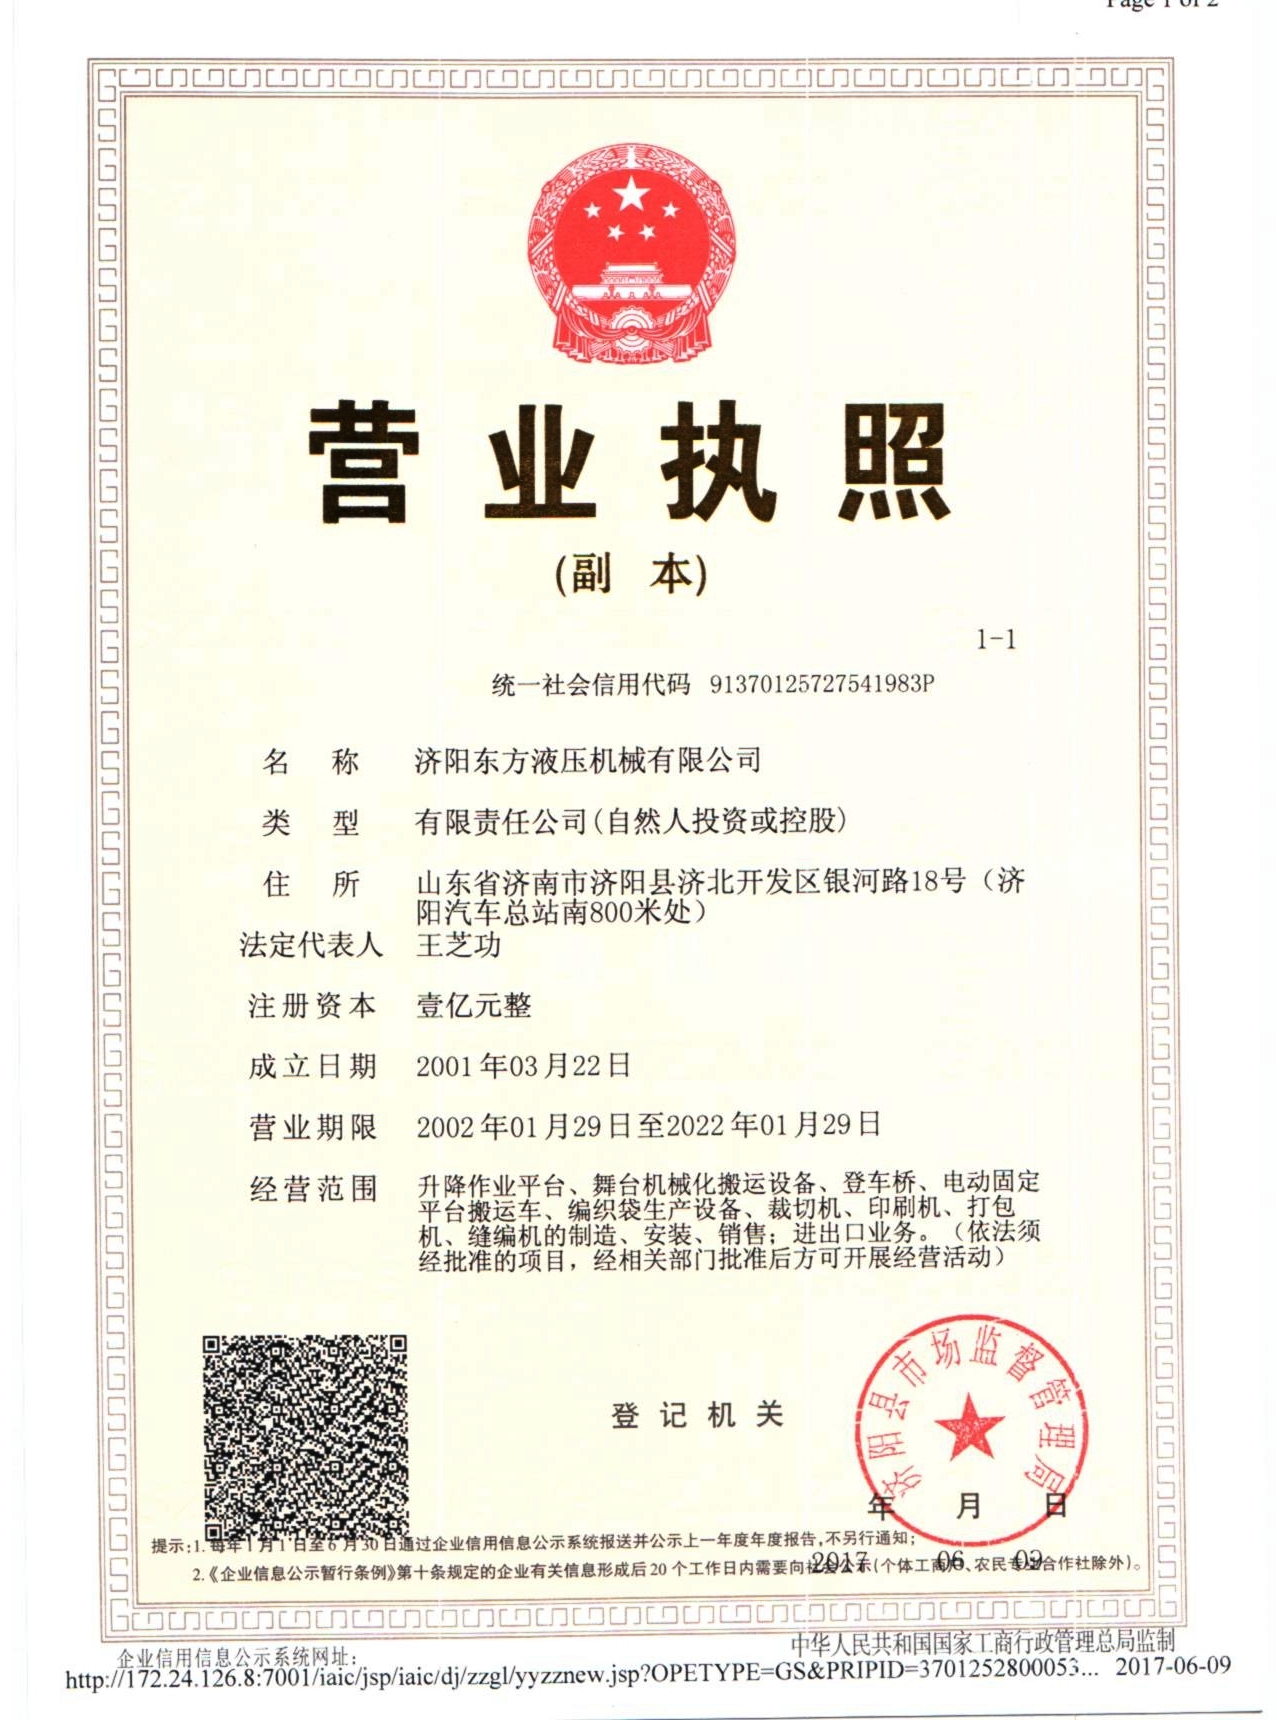 Page 1 of 2
营业执照
(副 本)
1-1
统一社会信用代码 91370125727541983P
名 称 济阳东方液压机械有限公司
类 型 有限责任公司(自然人投资或控股)
住 所 山东省济南市济阳县济北开发区银河路18号（济
阳汽车总站南800米处）
法定代表人 王芝功
注册资本 壹亿元整
成立日期 2001年03月22日
营业期限 2002年01月29日至2022年01月29日
经营范围 升降作业平台、舞台机械化搬运设备、登车桥、电动固定
平台搬运车、编织袋生产设备、裁切机、印刷机、打包
机、缝编机的制造、安装、销售；进出口业务。（依法须
经批准的项目，经相关部门批准后方可开展经营活动）
济阳县市场监督管理局
登记机关
年 月 日
提示:1.每年1月1日至6月30日通过企业信用信息公示系统报送并公示上一年度年度报告,不另行通知;
2.《企业信息公示暂行条例》第十条规定的企业有关信息形成后20个工作日内需要向社会公示(个体工商户、农民专业合作社除外)。
2017 06 09
企业信用信息公示系统网址:
中华人民共和国国家工商行政管理总局监制
http://172.24.126.8:7001/iaic/jsp/iaic/dj/zzgl/yyzznew.jsp?OPETYPE=GS&PRIPID=3701252800053... 2017-06-09